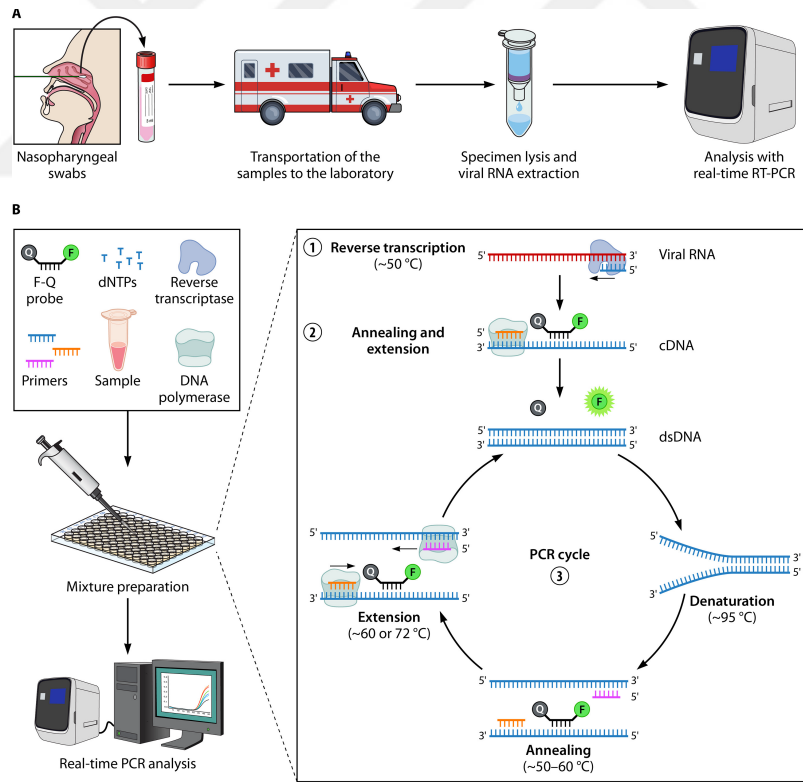 A
Nasopharyngeal
swabs
Transportation of the
samples to the laboratory
Specimen lysis and
viral RNA extraction
Analysis with
real-time RT-PCR
B
Q
F
F-Q
probe
dNTPs
Reverse
transcriptase
T T T T T T
Primers
Sample
DNA
polymerase
Mixture preparation
Real-time PCR analysis
1 Reverse transcription
(~50 °C)
5'
3'
5'
Viral RNA
2 Annealing and
extension
Q
F
5'
3'
5'
cDNA
Q
F
5'
3'
3'
5'
dsDNA
PCR cycle
3
5'
3'
3'
5'
Denaturation
(~95 °C)
5'
3'
5'
Q
F
3'
5'
Annealing
(~50–60 °C)
5'
3'
5'
Q
F
3'
5'
Extension
(~60 or 72 °C)